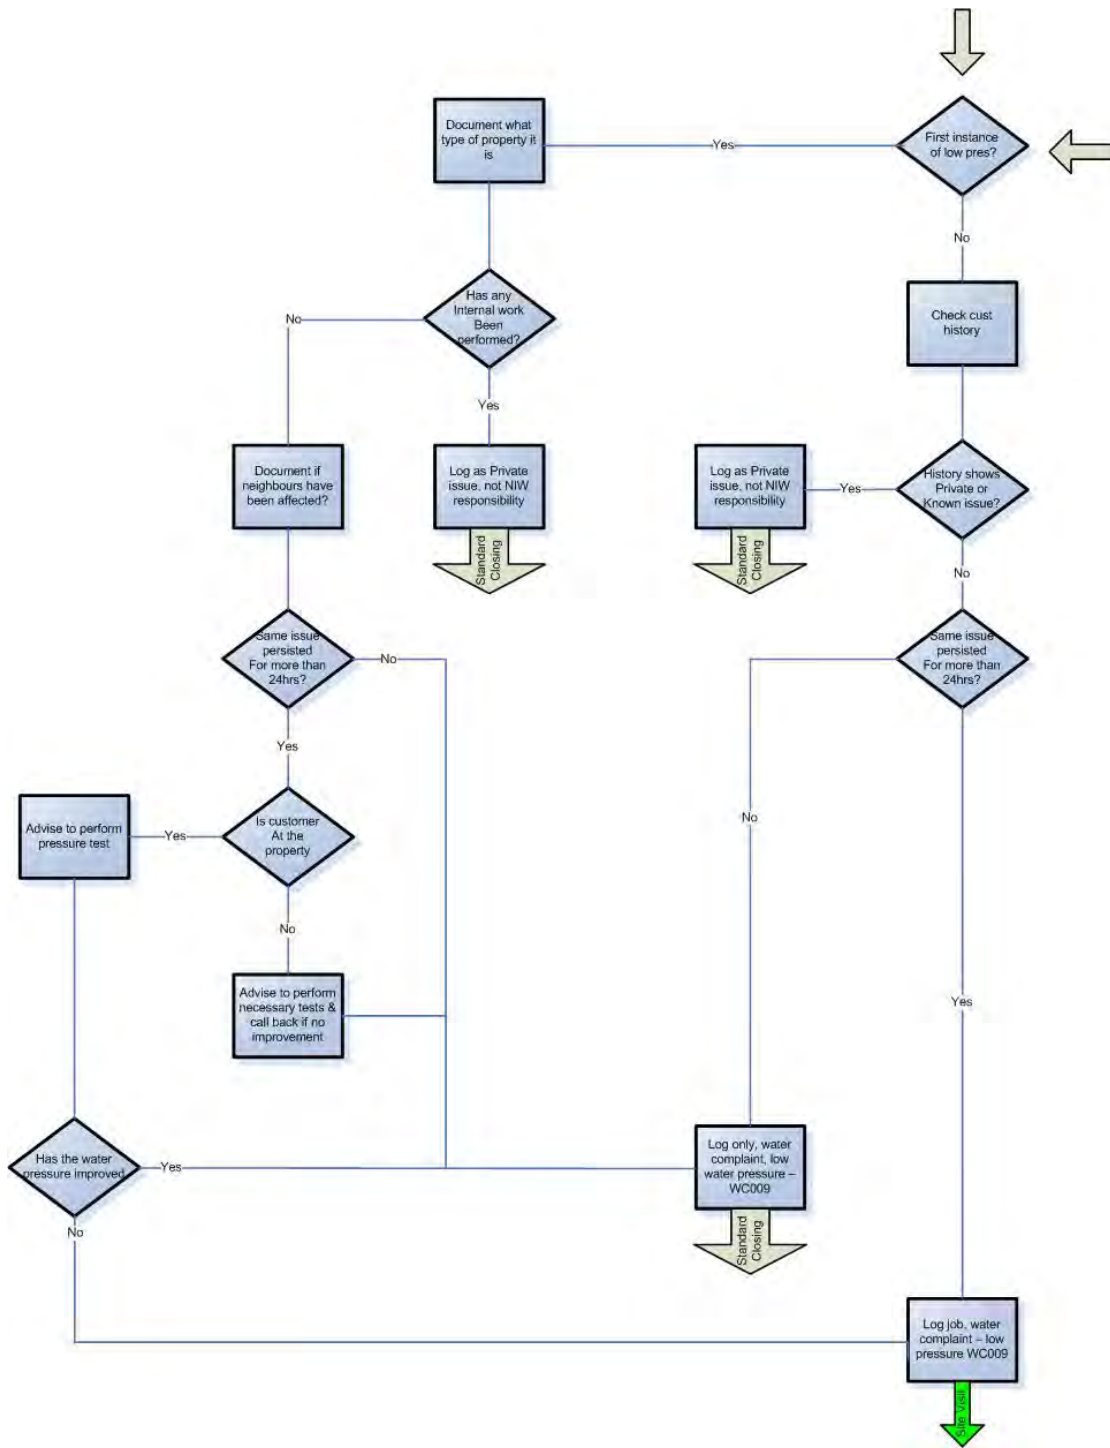 First instance
of low pres?
Yes
Document what
type of property it
is
No
Has any
Internal work
Been
performed?
No
Yes
Check cust
history
Document if
neighbours have
been affected?
Log as Private
issue, not NIW
responsibility
Standard
Closing
Log as Private
issue, not NIW
responsibility
Standard
Closing
Yes
History shows
Private or
Known issue?
No
Same issue
persisted
For more than
24hrs?
No
Same issue
persisted
For more than
24hrs?
Yes
Advise to perform
pressure test
Yes
Is customer
At the
property
No
No
Advise to perform
necessary tests &
call back if no
improvement
Yes
Has the water
pressure improved
Yes
Log only, water
complaint, low
water pressure –
WC009
Standard
Closing
No
Log job, water
complaint – low
pressure WC009
Site Visit